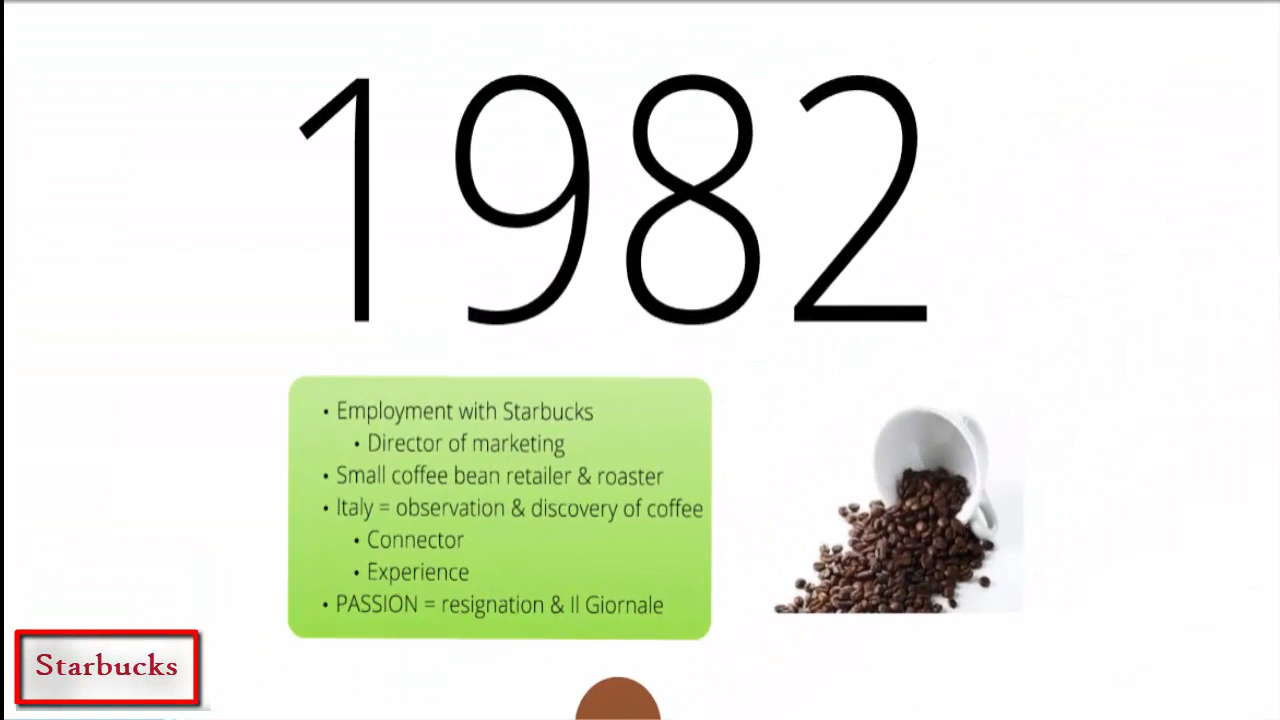 1982
• Employment with Starbucks
• Director of marketing
• Small coffee bean retailer & roaster
• Italy = observation & discovery of coffee
• Connector
• Experience
• PASSION = resignation & Il Giornale
Starbucks